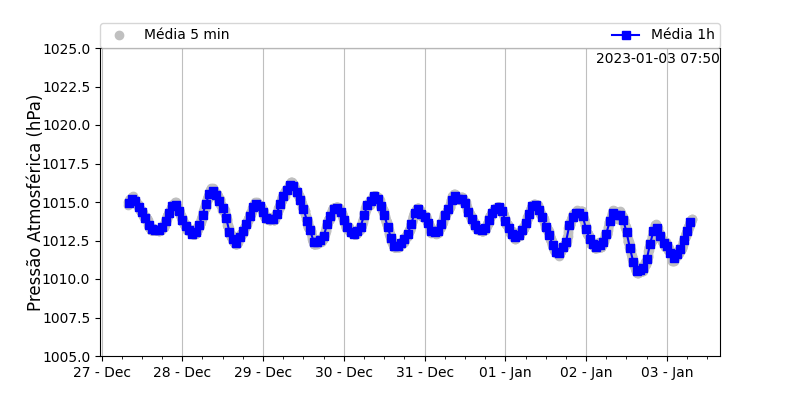 Média 5 min
Média 1h
2023-01-03 07:50
Pressão Atmosférica (hPa)
1025.0
1022.5
1020.0
1017.5
1015.0
1012.5
1010.0
1007.5
1005.0
27 - Dec
28 - Dec
29 - Dec
30 - Dec
31 - Dec
01 - Jan
02 - Jan
03 - Jan